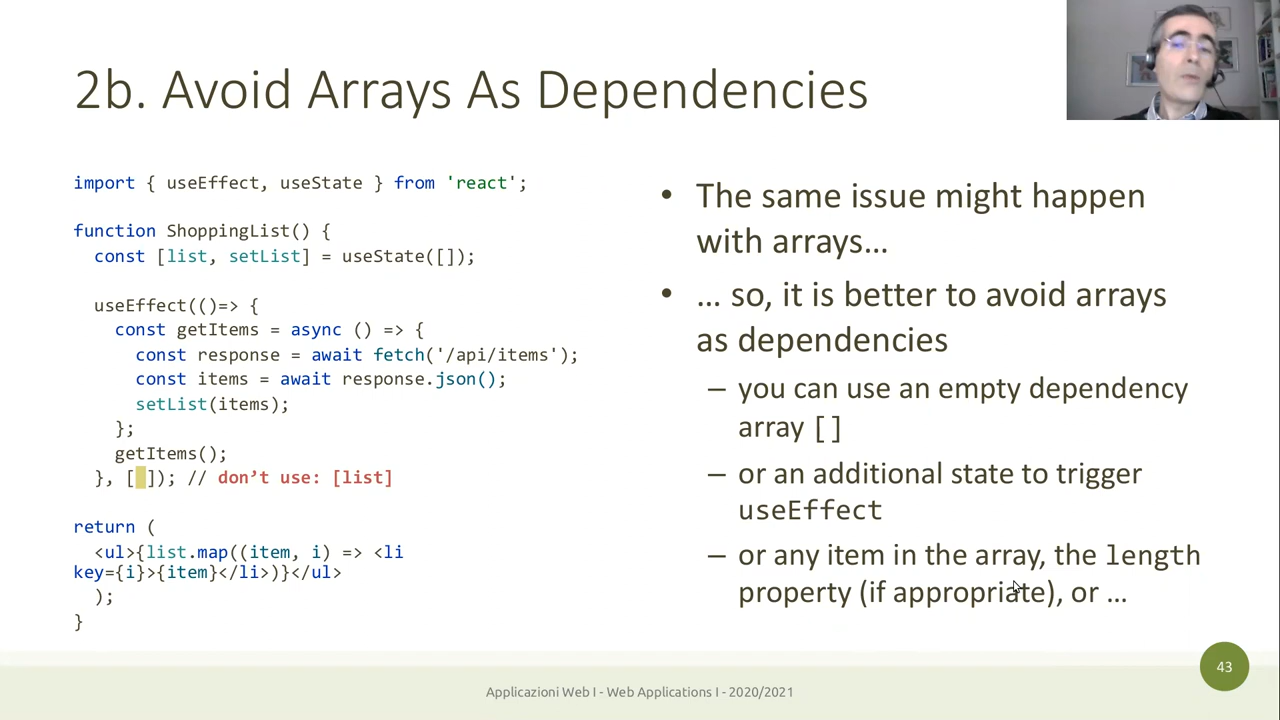 2b. Avoid Arrays As Dependencies
import { useEffect, useState } from 'react';
function ShoppingList() {
const [list, setList] = useState([]);
useEffect(()=> {
const getItems = async () => {
const response = await fetch('/api/items');
const items = await response.json();
setList(items);
};
getItems();
}, [ ]); // don’t use: [list]
return (
<ul>{list.map((item, i) => <li
key={i}>{item}</li>)}</ul>
);
}
• The same issue might happen
with arrays…
• … so, it is better to avoid arrays
as dependencies
– you can use an empty dependency
array []
– or an additional state to trigger
useEffect
– or any item in the array, the length
property (if appropriate), or …
43
Applicazioni Web I - Web Applications I - 2020/2021